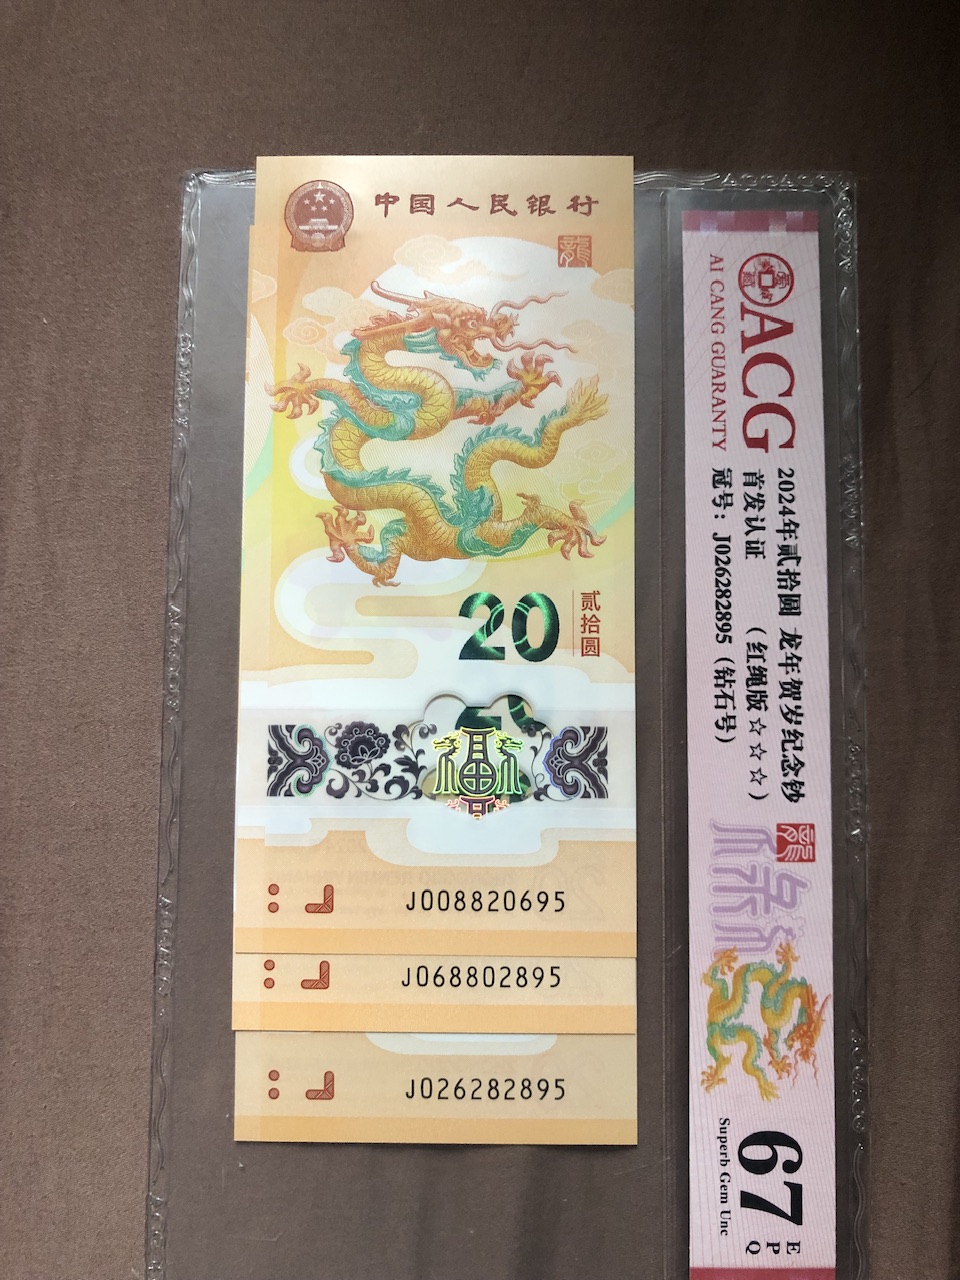 中国人民银行
龍
20
贰拾圆
J008820695
J068802895
J026282895
ACG
AI CANG GUARANTY
2024年贰拾圆 龙年贺岁纪念钞
首发认证 （红绳版☆☆☆）
冠号：J026282895（钻石号）
龍
67
EPQ
Superb Gem Unc